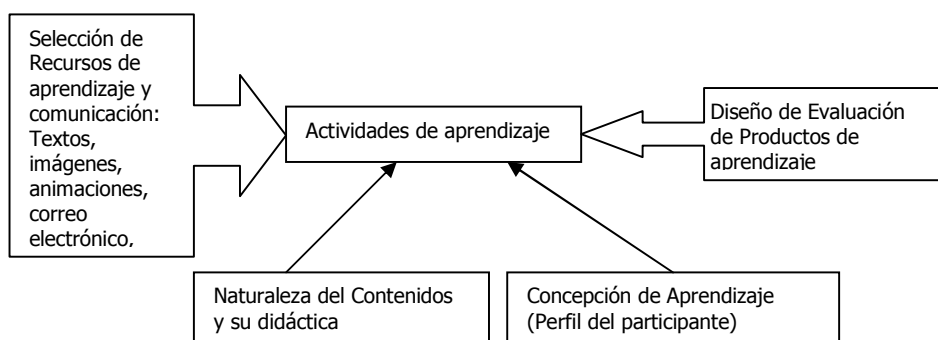 Selección de
Recursos de
aprendizaje y
comunicación:
Textos,
imágenes,
animaciones,
correo
electrónico,
Actividades de aprendizaje
Diseño de Evaluación
de Productos de
aprendizaje
Naturaleza del Contenidos
y su didáctica
Concepción de Aprendizaje
(Perfil del participante)